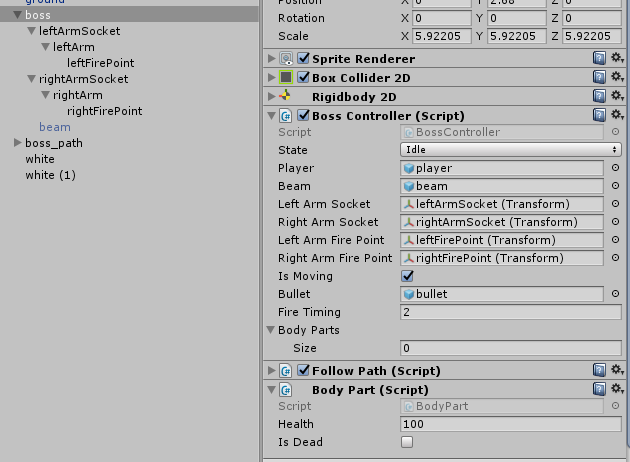 ground
boss
leftArmSocket
leftArm
leftFirePoint
rightArmSocket
rightArm
rightFirePoint
beam
boss_path
white
white (1)
Position X 0 Y 2.68 Z 0
Rotation X 0 Y 0 Z 0
Scale X 5.92205 Y 5.92205 Z 5.92205
Sprite Renderer
Box Collider 2D
Rigidbody 2D
Boss Controller (Script)
Script BossController
State Idle
Player player
Beam beam
Left Arm Socket leftArmSocket (Transform)
Right Arm Socket rightArmSocket (Transform)
Left Arm Fire Point leftFirePoint (Transform)
Right Arm Fire Point rightFirePoint (Transform)
Is Moving
Bullet bullet
Fire Timing 2
Body Parts
Size 0
Follow Path (Script)
Body Part (Script)
Script BodyPart
Health 100
Is Dead